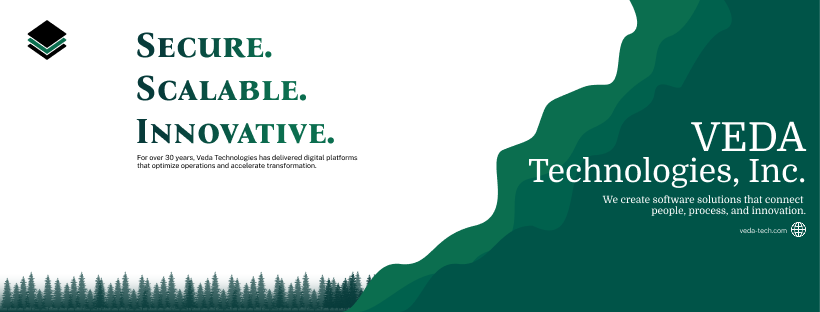 Secure.
Scalable.
Innovative.
For over 30 years, Veda Technologies has delivered digital platforms
that optimize operations and accelerate transformation.
VEDA
Technologies, Inc.
We create software solutions that connect
people, process, and innovation.
veda-tech.com